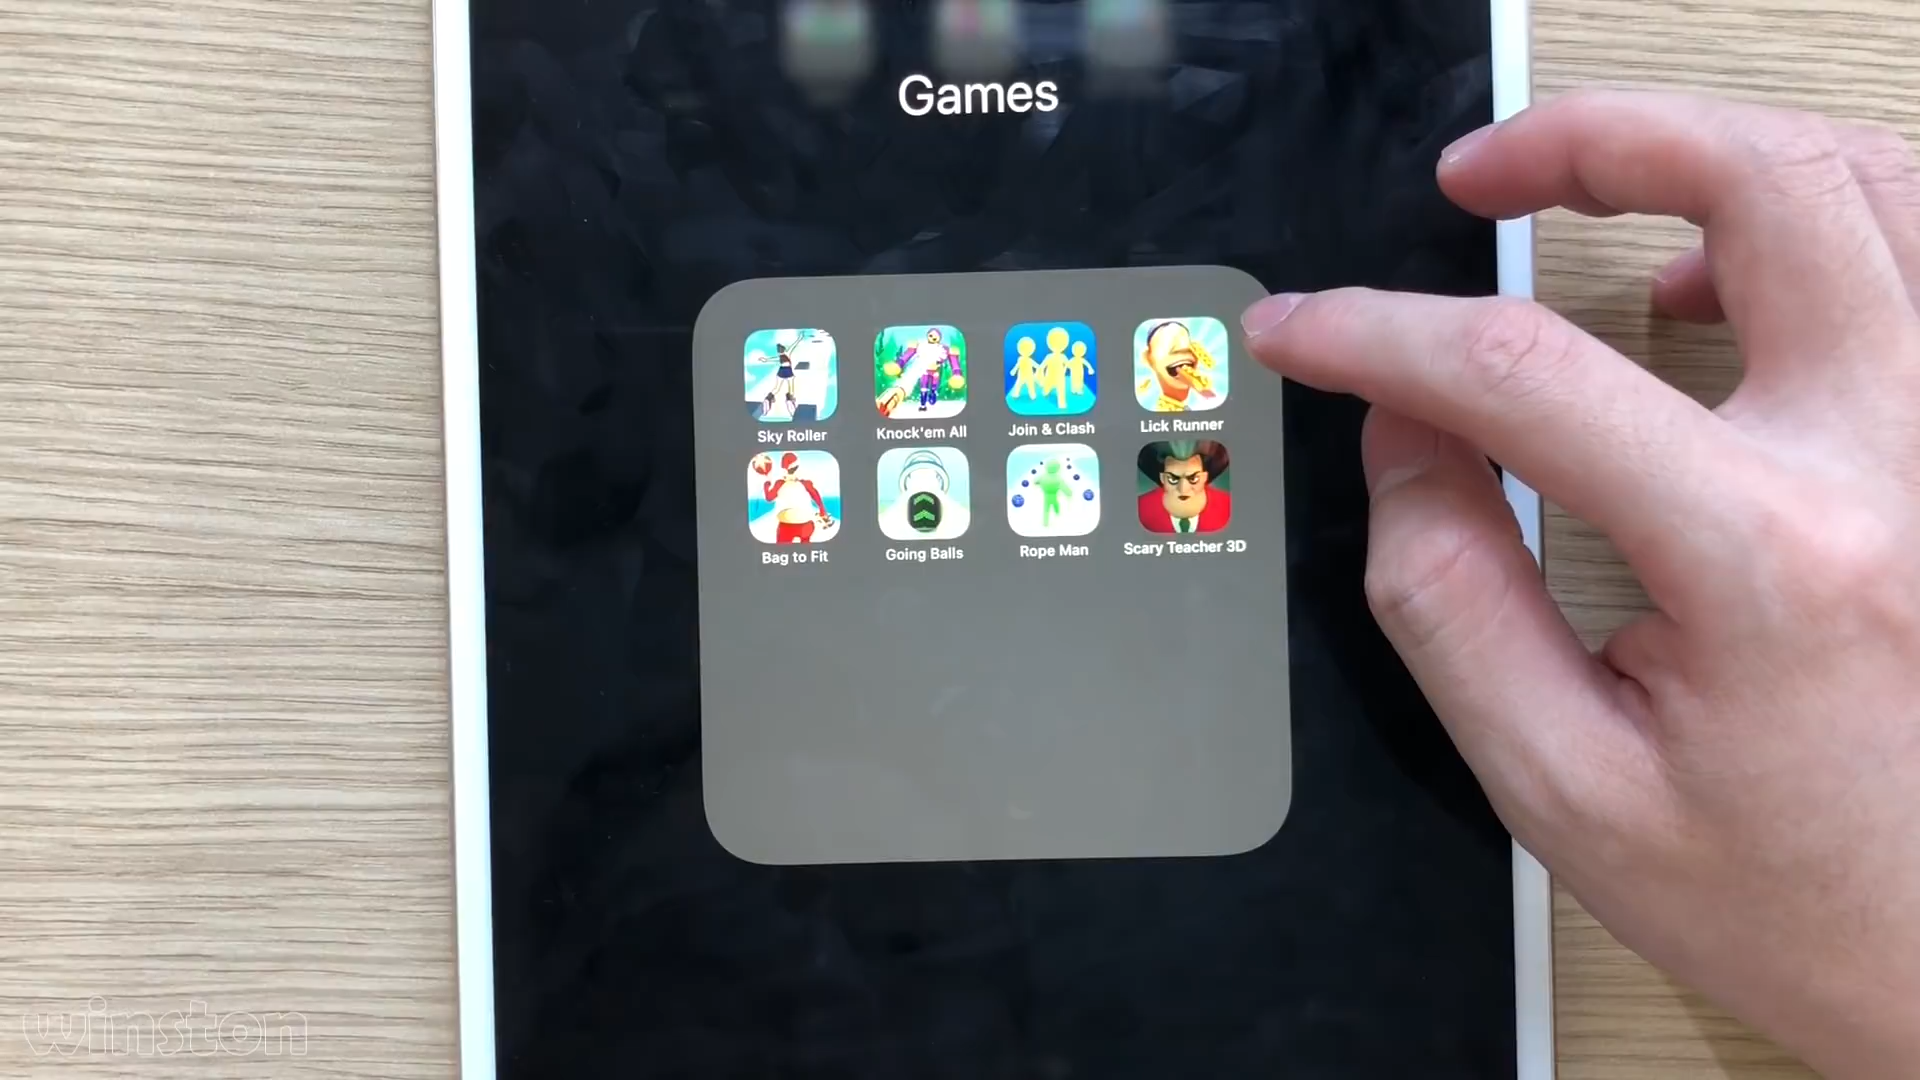 Games
Sky Roller
Knock'em All
Join & Clash
Lick Runner
Bag to Fit
Going Balls
Rope Man
Scary Teacher 3D
winston